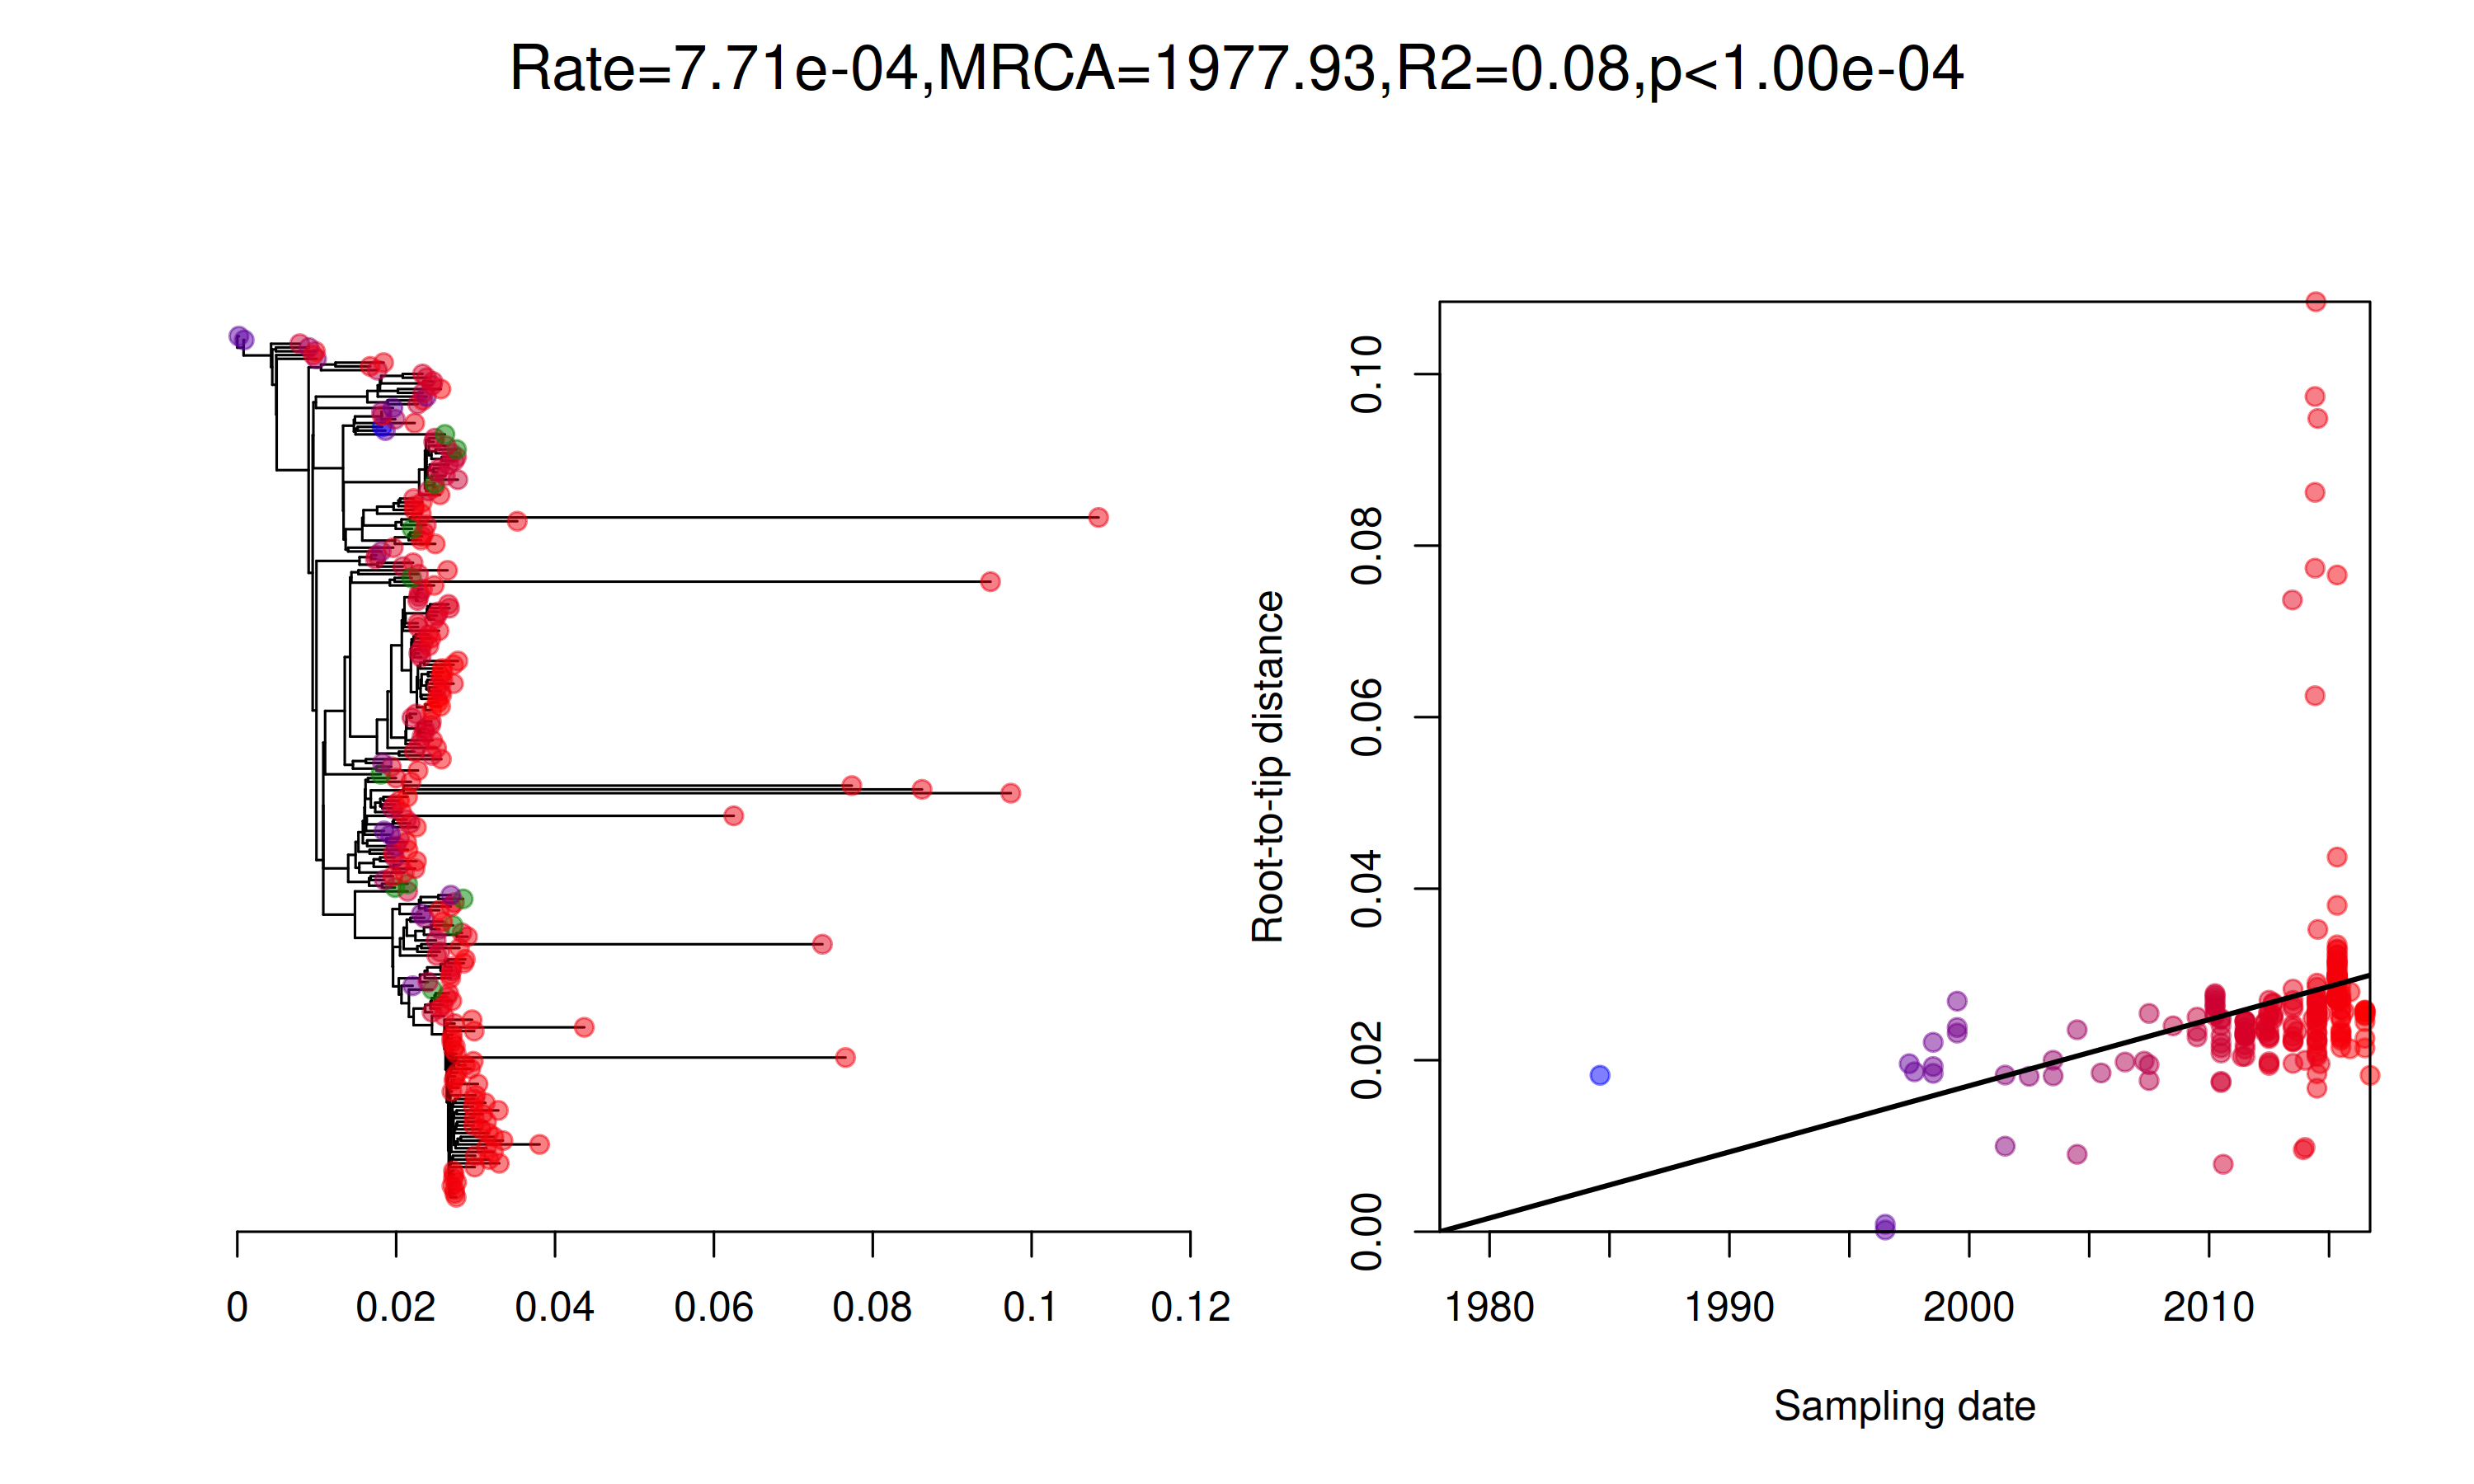 Rate=7.71e-04,MRCA=1977.93,R2=0.08,p<1.00e-04
0 0.02 0.04 0.06 0.08 0.1 0.12
Root-to-tip distance
0.00 0.02 0.04 0.06 0.08 0.10
1980 1990 2000 2010
Sampling date